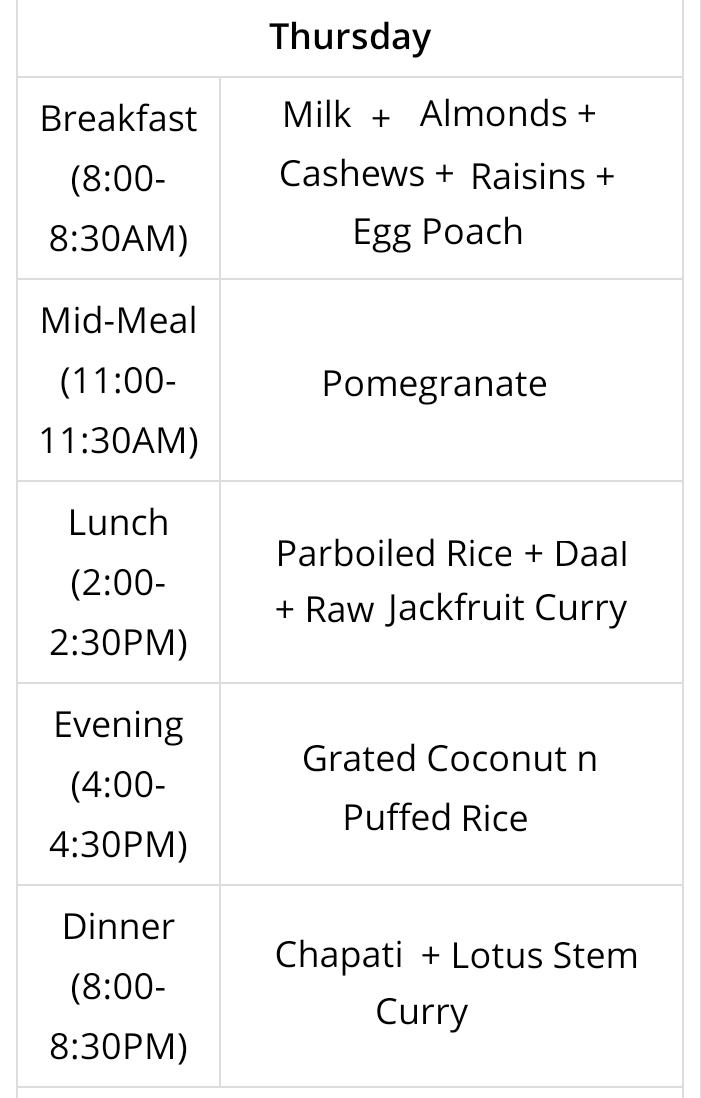 Thursday
Breakfast
(8:00-
8:30AM)
Milk + Almonds +
Cashews + Raisins +
Egg Poach
Mid-Meal
(11:00-
11:30AM)
Pomegranate
Lunch
(2:00-
2:30PM)
Parboiled Rice + Daal
+ Raw Jackfruit Curry
Evening
(4:00-
4:30PM)
Grated Coconut n
Puffed Rice
Dinner
(8:00-
8:30PM)
Chapati + Lotus Stem
Curry